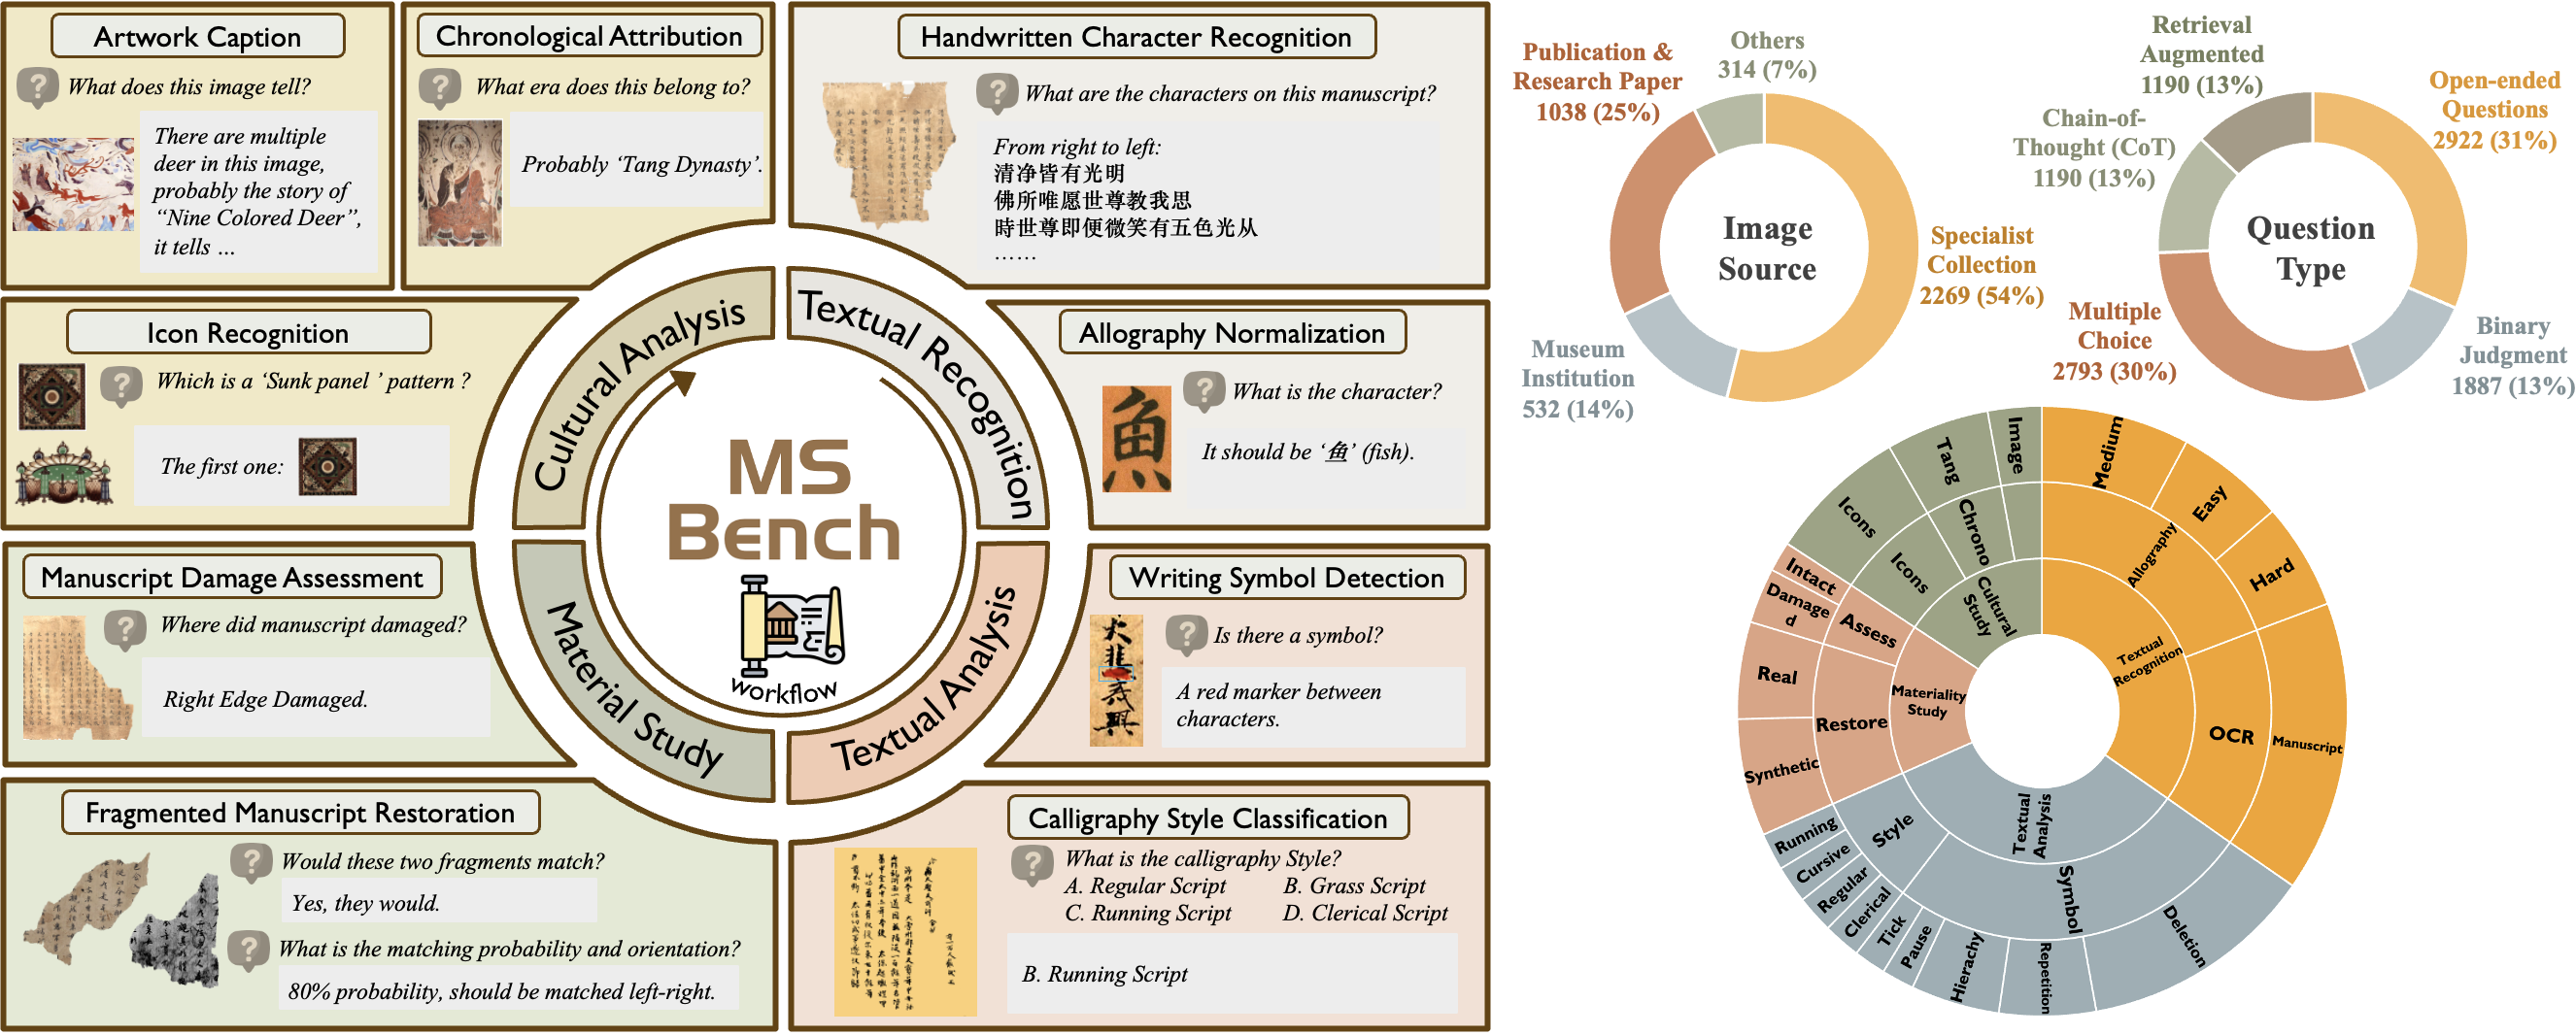 Artwork Caption
What does this image tell?
There are multiple
deer in this image,
probably the story of
“Nine Colored Deer”,
it tells ...
Chronological Attribution
What era does this belong to?
Probably ‘Tang Dynasty’.
Handwritten Character Recognition
What are the characters on this manuscript?
From right to left:
清净皆有光明
佛所唯愿世尊教我思
時世尊即便微笑有五色光从
……
Icon Recognition
Which is a ‘Sunk panel ’ pattern ?
The first one:
Allography Normalization
魚
What is the character?
It should be ‘鱼’ (fish).
Manuscript Damage Assessment
Where did manuscript damaged?
Right Edge Damaged.
Writing Symbol Detection
Is there a symbol?
A red marker between
characters.
Fragmented Manuscript Restoration
Would these two fragments match?
Yes, they would.
What is the matching probability and orientation?
80% probability, should be matched left-right.
Calligraphy Style Classification
What is the calligraphy Style?
A. Regular Script B. Grass Script
C. Running Script D. Clerical Script
B. Running Script
Cultural Analysis
Textual Recognition
Material Study
Textual Analysis
MS
Bench
workflow
Others
314 (7%)
Publication &
Research Paper
1038 (25%)
Specialist
Collection
2269 (54%)
Museum
Institution
532 (14%)
Image
Source
Retrieval
Augmented
1190 (13%)
Open-ended
Questions
2922 (31%)
Chain-of-
Thought (CoT)
1190 (13%)
Multiple
Choice
2793 (30%)
Binary
Judgment
1887 (13%)
Question
Type
Textual
Recognition
Allography
Medium
Easy
Hard
OCR
Manuscript
Textual
Analysis
Symbol
Deletion
Repetition
Hierachy
Pause
Tick
Style
Clerical
Regular
Cursive
Running
Materiality
Study
Restore
Synthetic
Real
Assess
Damage
d
Intact
Cultural
Study
Icons
Icons
Chrono
Tang
Image